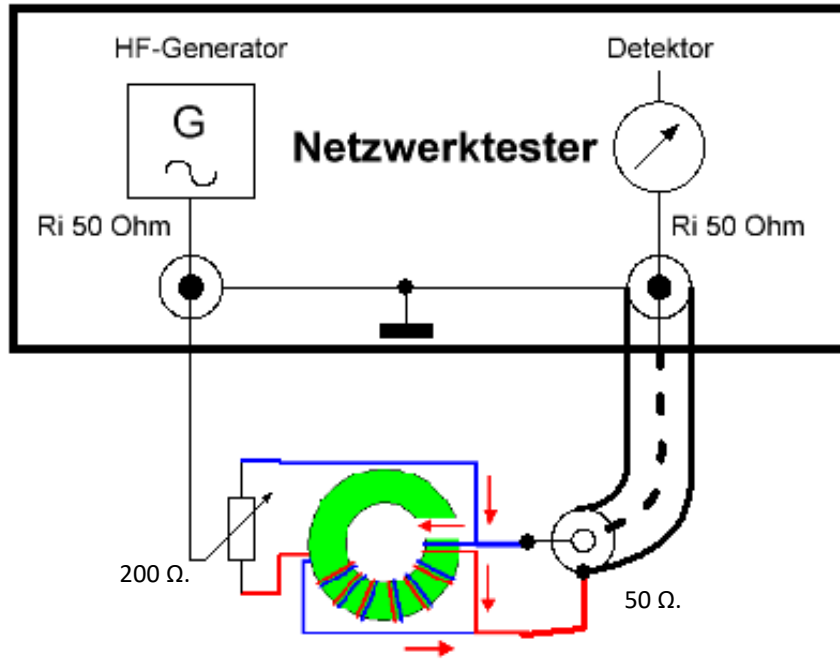 HF-Generator
Detektor
G
Netzwerktester
Ri 50 Ohm
Ri 50 Ohm
200 Ω.
50 Ω.